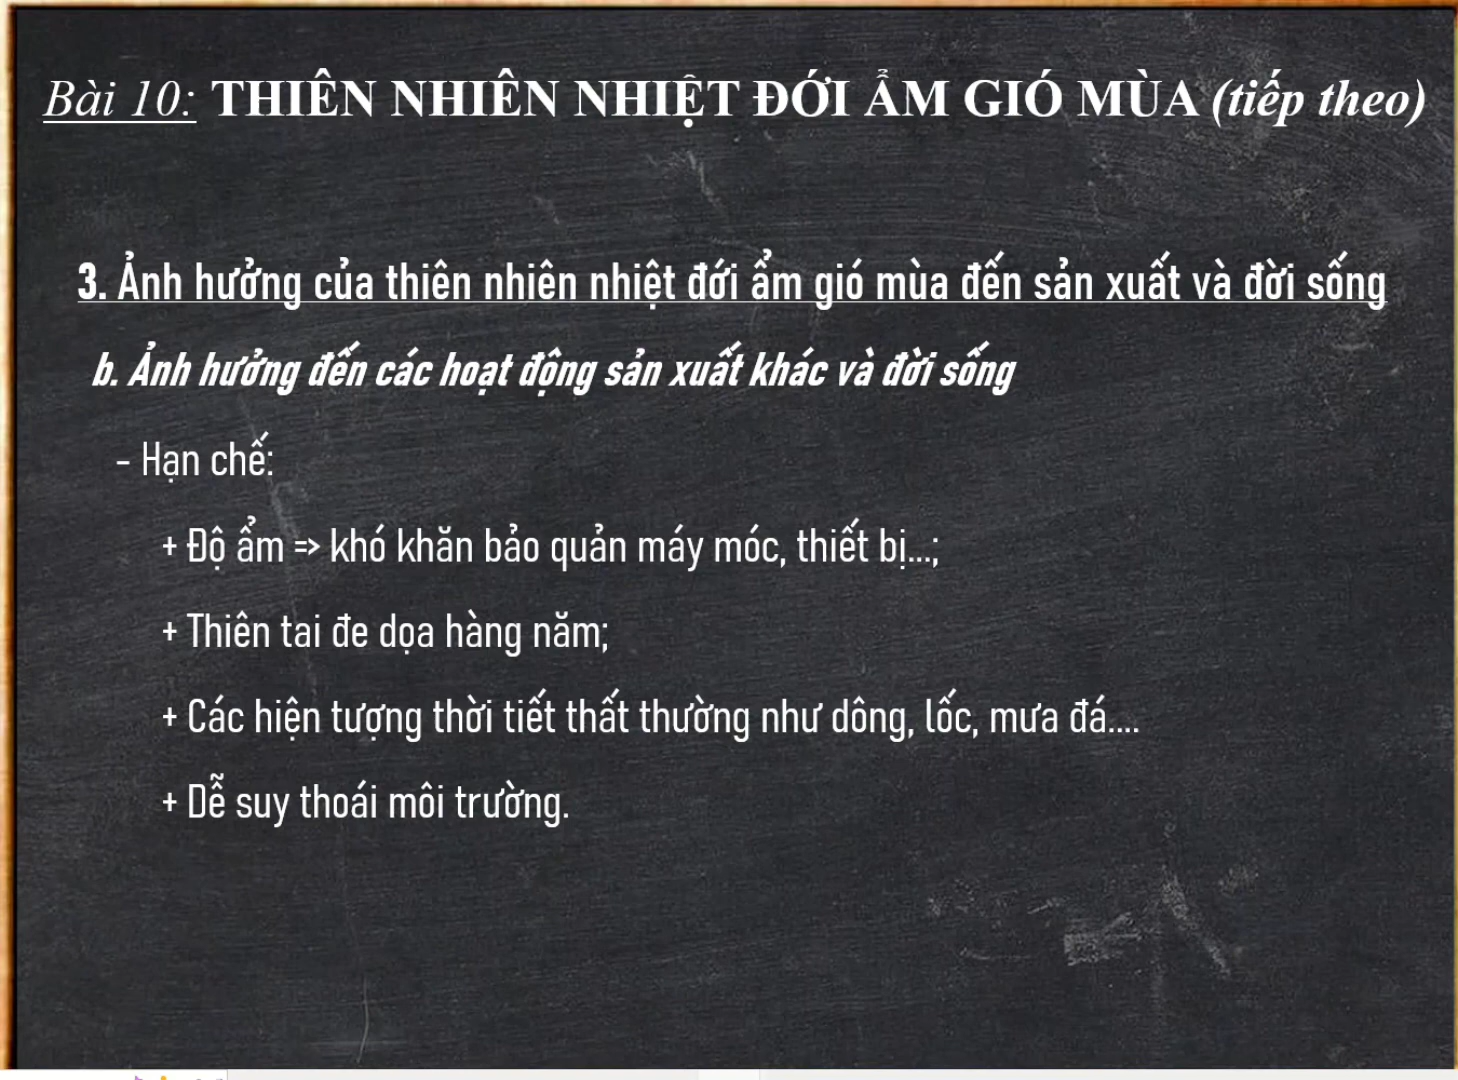 Bài 10: THIÊN NHIÊN NHIỆT ĐỚI ẨM GIÓ MÙA (tiếp theo)
3. Ảnh hưởng của thiên nhiên nhiệt đới ẩm gió mùa đến sản xuất và đời sống
b. Ảnh hưởng đến các hoạt động sản xuất khác và đời sống
- Hạn chế:
+ Độ ẩm => khó khăn bảo quản máy móc, thiết bị...;
+ Thiên tai đe dọa hàng năm;
+ Các hiện tượng thời tiết thất thường như dông, lốc, mưa đá....
+ Dễ suy thoái môi trường.